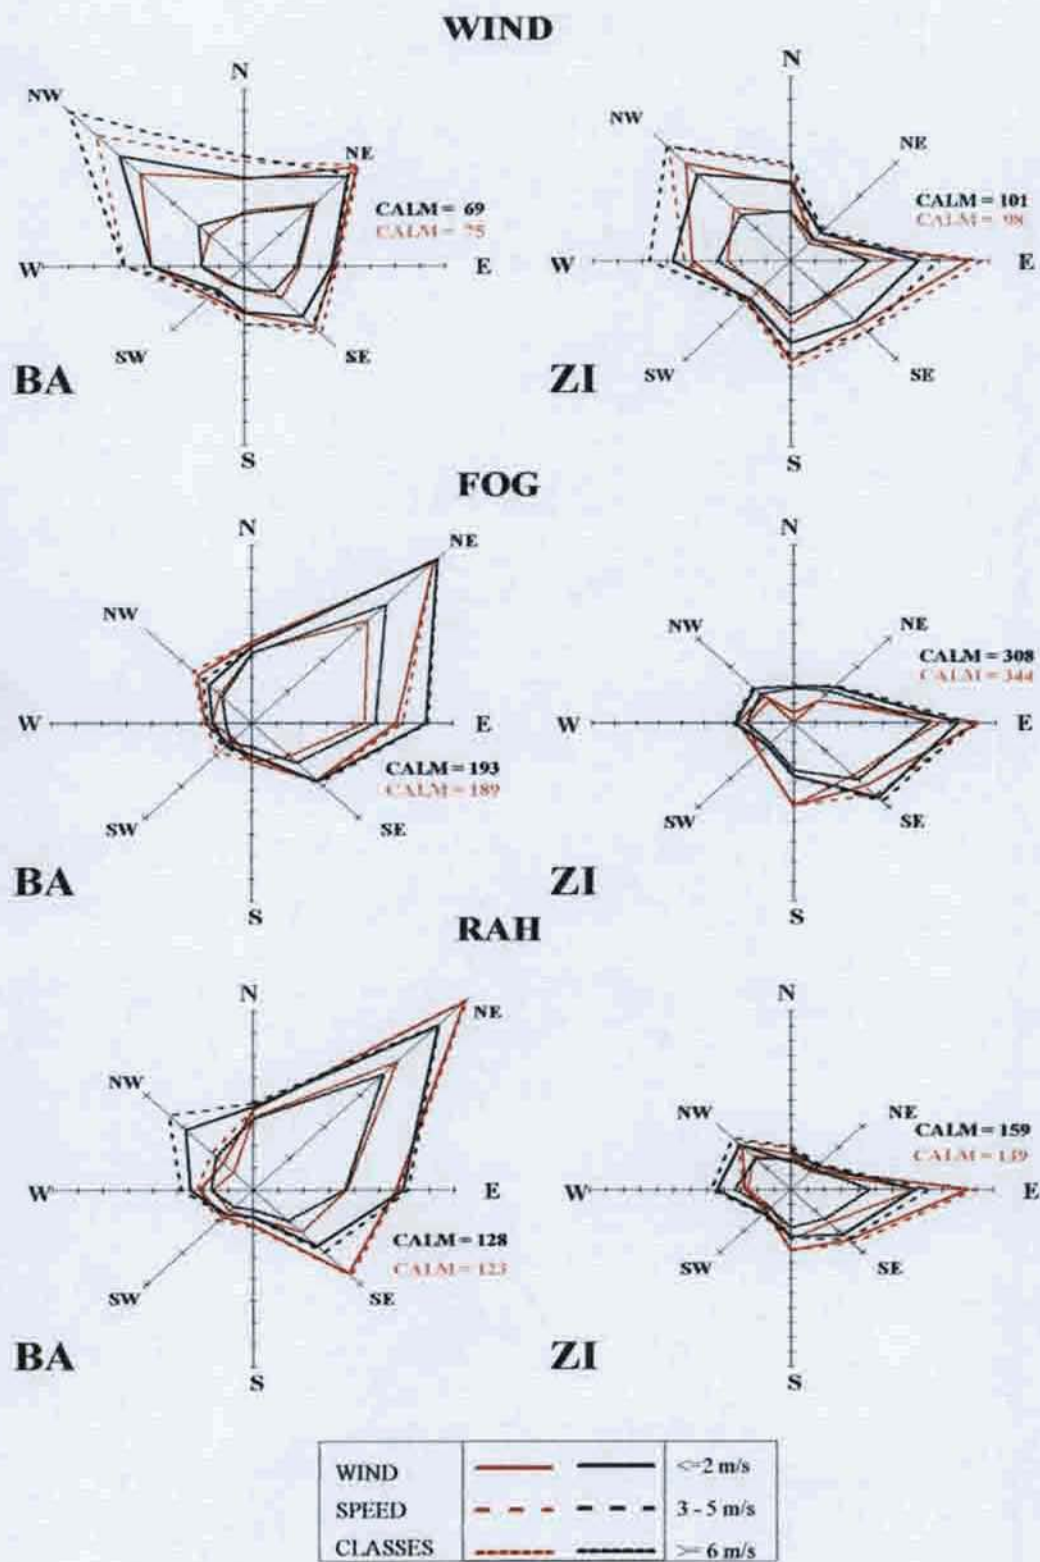 WIND
N
NW
NE
CALM = 69
CALM = 75
W
E
SW
SE
BA
S
N
NW
NE
CALM = 101
CALM = 98
W
E
SW
SE
ZI
S
FOG
N
NE
NW
W
E
CALM = 193
CALM = 189
SW
SE
BA
S
N
NW
NE
CALM = 308
CALM = 344
W
E
SW
SE
ZI
S
RAH
N
NE
NW
W
E
CALM = 128
CALM = 123
SW
SE
BA
S
N
NW
NE
CALM = 159
W
E
SW
SE
ZI
S
WIND <=2 m/s
SPEED 3 - 5 m/s
CLASSES >= 6 m/s